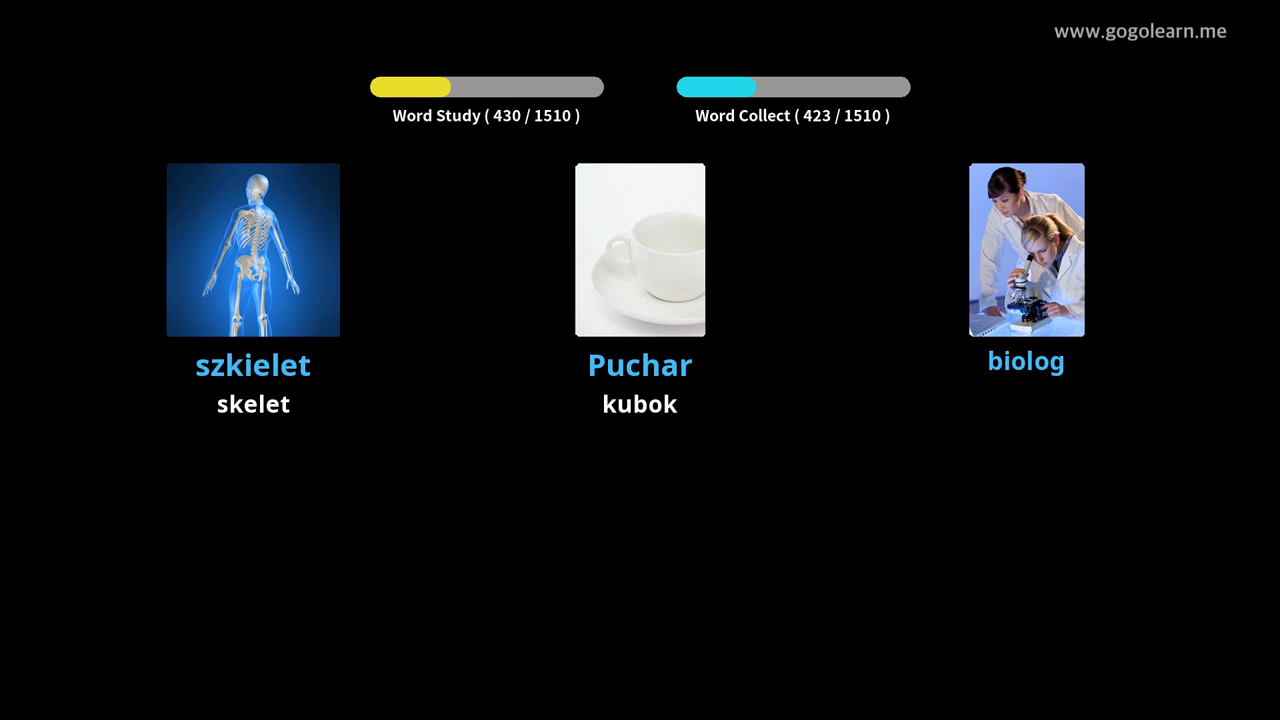 www.gogolearn.me
Word Study ( 430 / 1510 )
Word Collect ( 423 / 1510 )
szkielet
skelet
Puchar
kubok
biolog